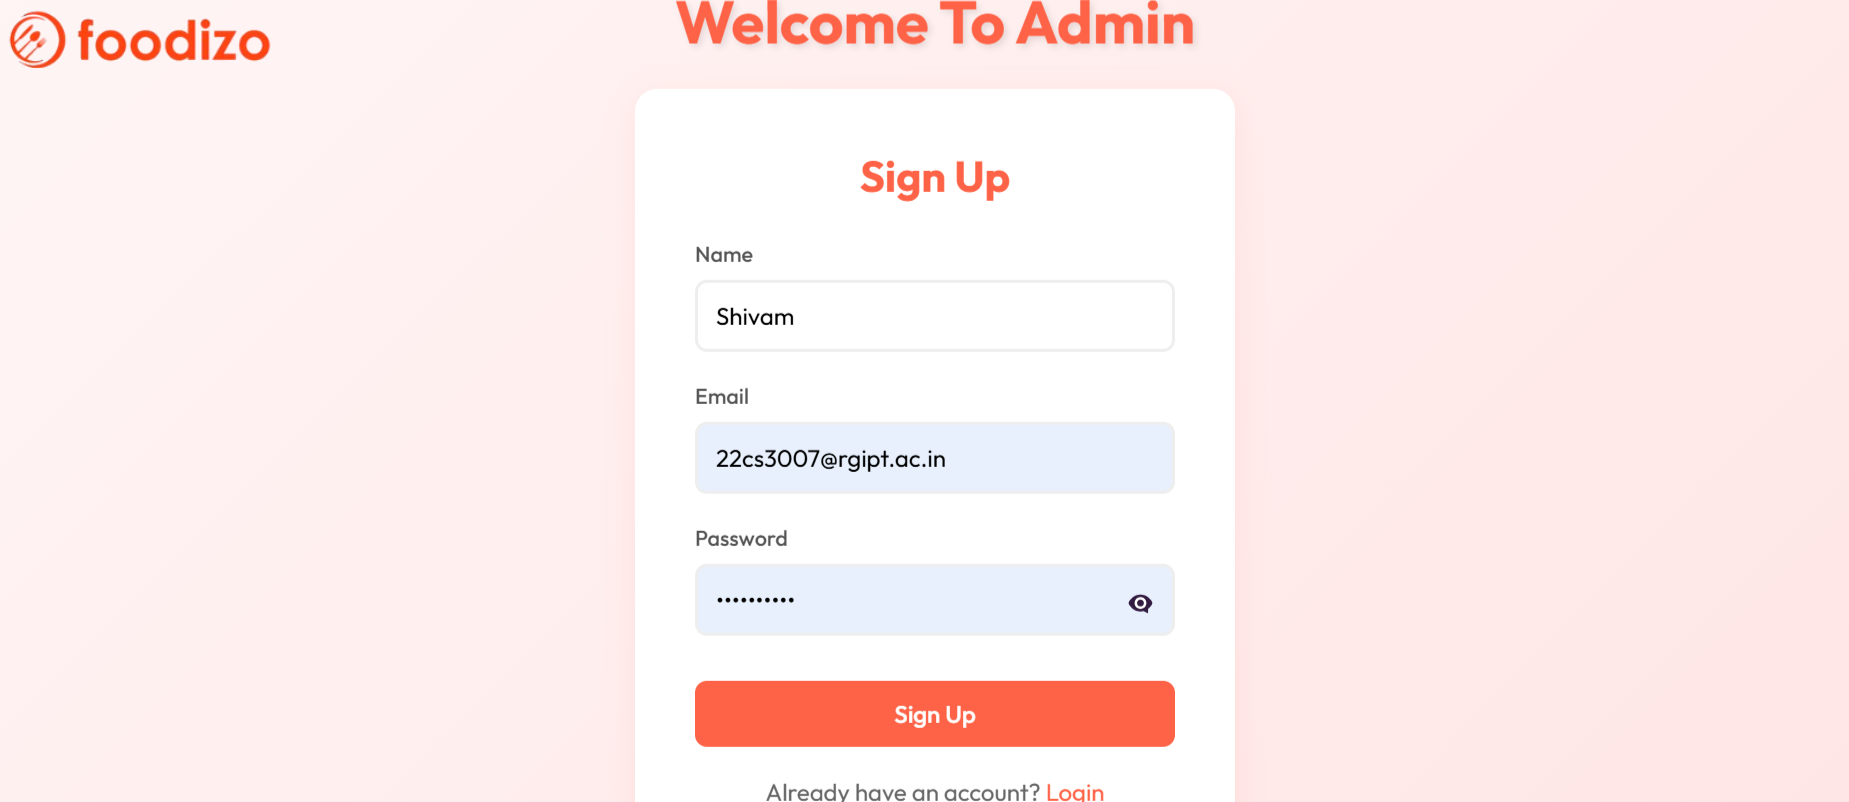 foodizo
Welcome To Admin
Sign Up
Name
Shivam
Email
22cs3007@rgipt.ac.in
Password
••••••••••
Sign Up
Already have an account? Login